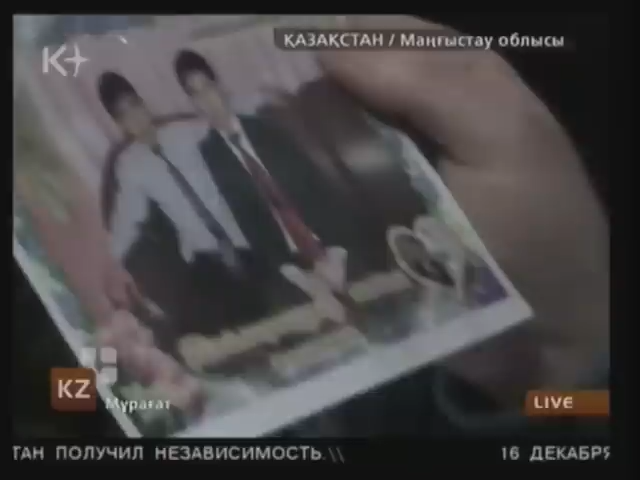 K+
ҚАЗАҚСТАН / Маңғыстау облысы
KZ
Мұрағат
LIVE
ТАН ПОЛУЧИЛ НЕЗАВИСИМОСТЬ.\\ 16 ДЕКАБРЯ